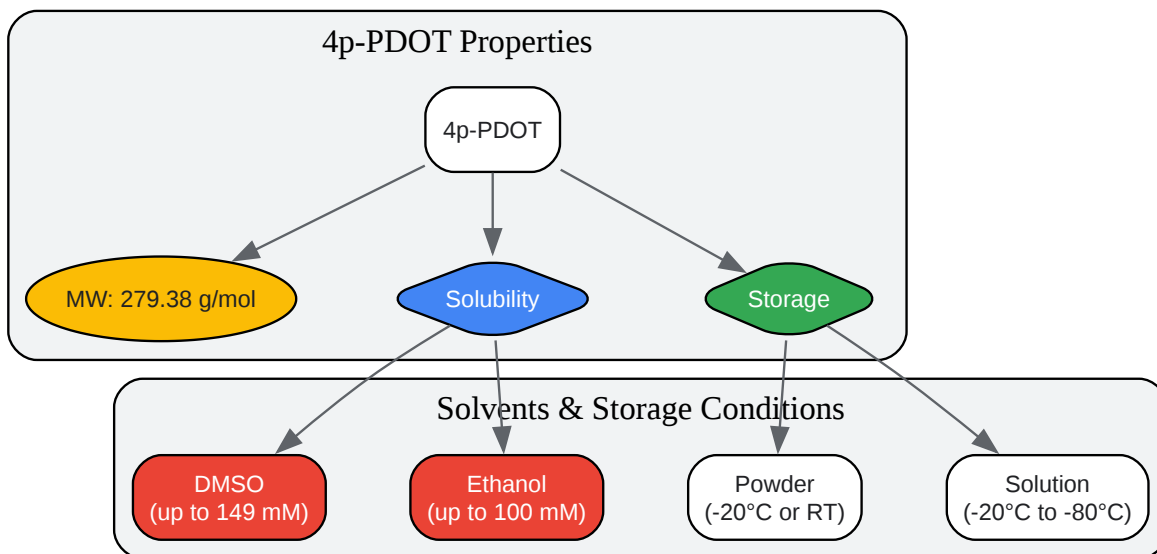 4p-PDOT Properties
4p-PDOT
MW: 279.38 g/mol
Solubility
Storage
Solvents & Storage Conditions
DMSO
(up to 149 mM)
Ethanol
(up to 100 mM)
Powder
(-20°C or RT)
Solution
(-20°C to -80°C)